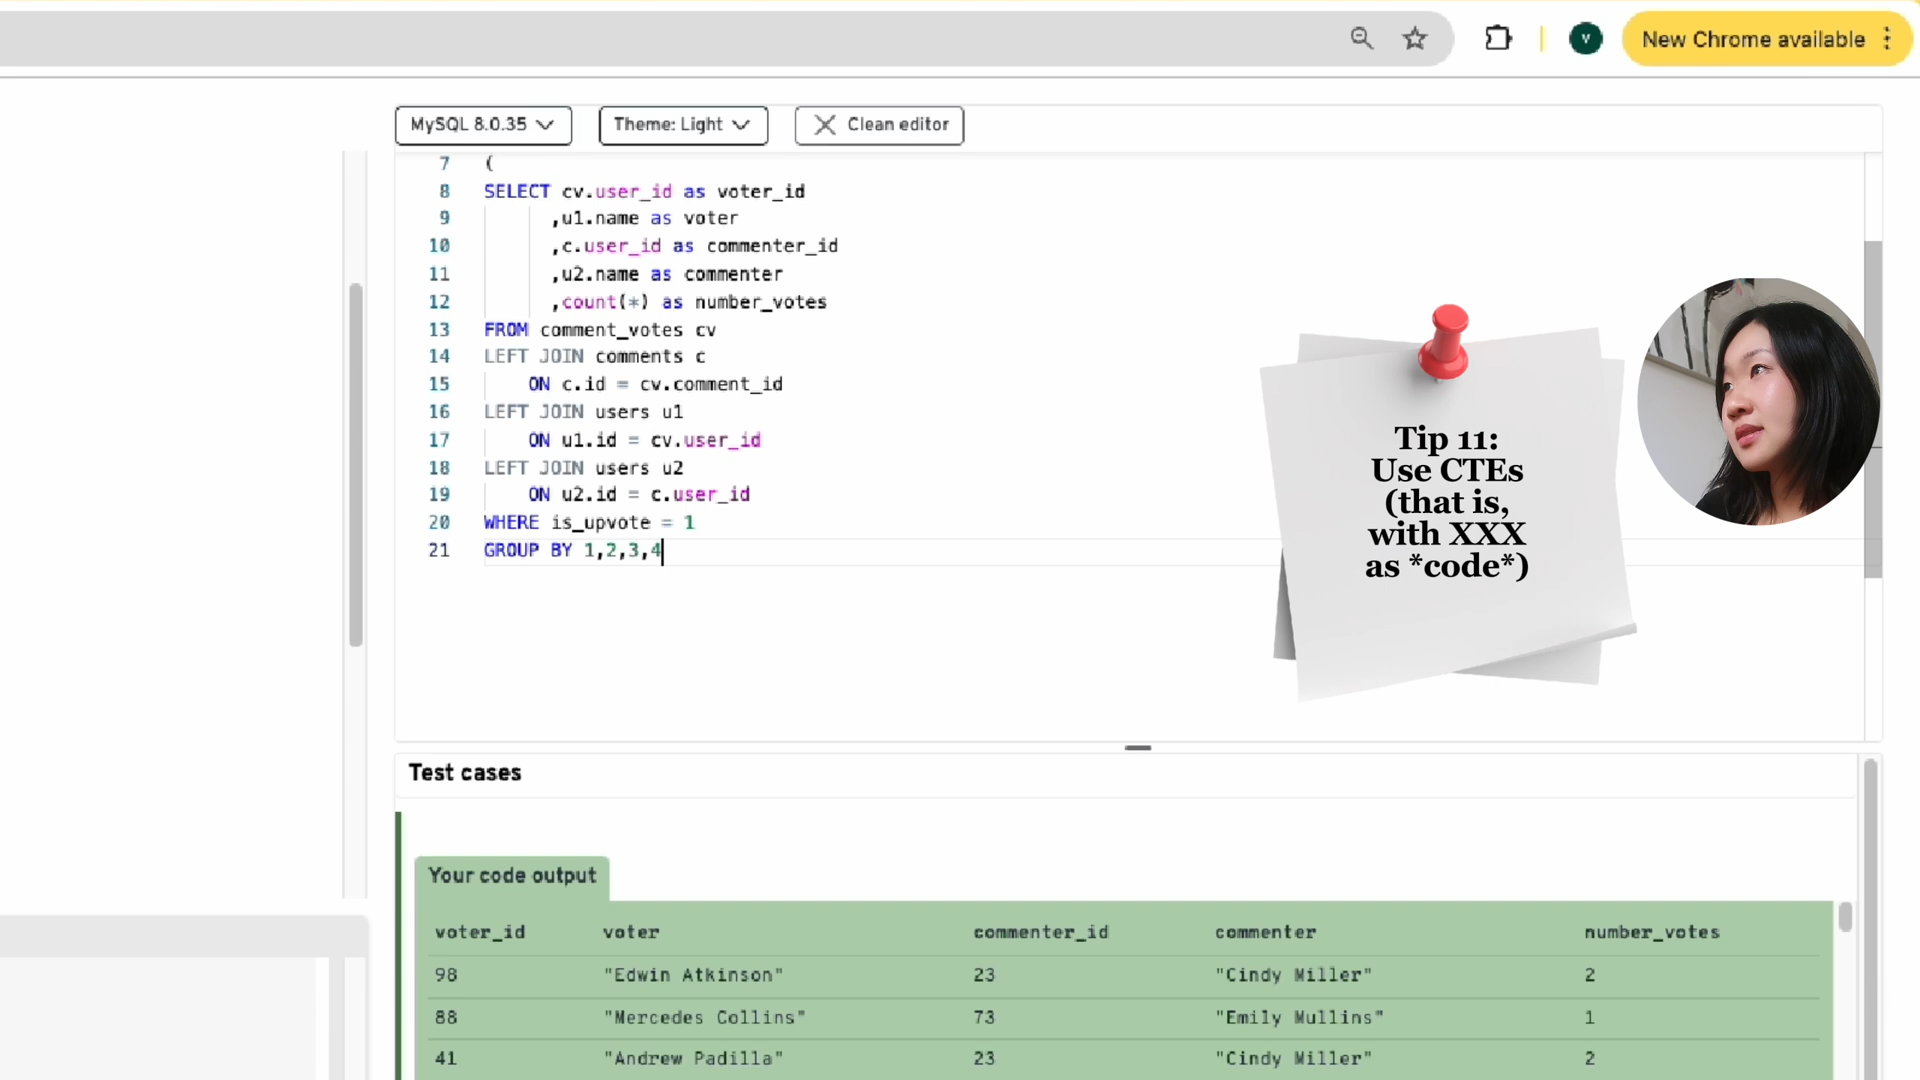 New Chrome available
V
MySQL 8.0.35
Theme: Light
Clean editor
7 (
8 SELECT cv.user_id as voter_id
9 ,u1.name as voter
10 ,c.user_id as commenter_id
11 ,u2.name as commenter
12 ,count(*) as number_votes
13 FROM comment_votes cv
14 LEFT JOIN comments c
15 ON c.id = cv.comment_id
16 LEFT JOIN users u1
17 ON u1.id = cv.user_id
18 LEFT JOIN users u2
19 ON u2.id = c.user_id
20 WHERE is_upvote = 1
21 GROUP BY 1,2,3,4
Tip 11:
Use CTEs
(that is,
with XXX
as *code*)
Test cases
Your code output
voter_id voter commenter_id commenter number_votes
98 "Edwin Atkinson" 23 "Cindy Miller" 2
88 "Mercedes Collins" 73 "Emily Mullins" 1
41 "Andrew Padilla" 23 "Cindy Miller" 2